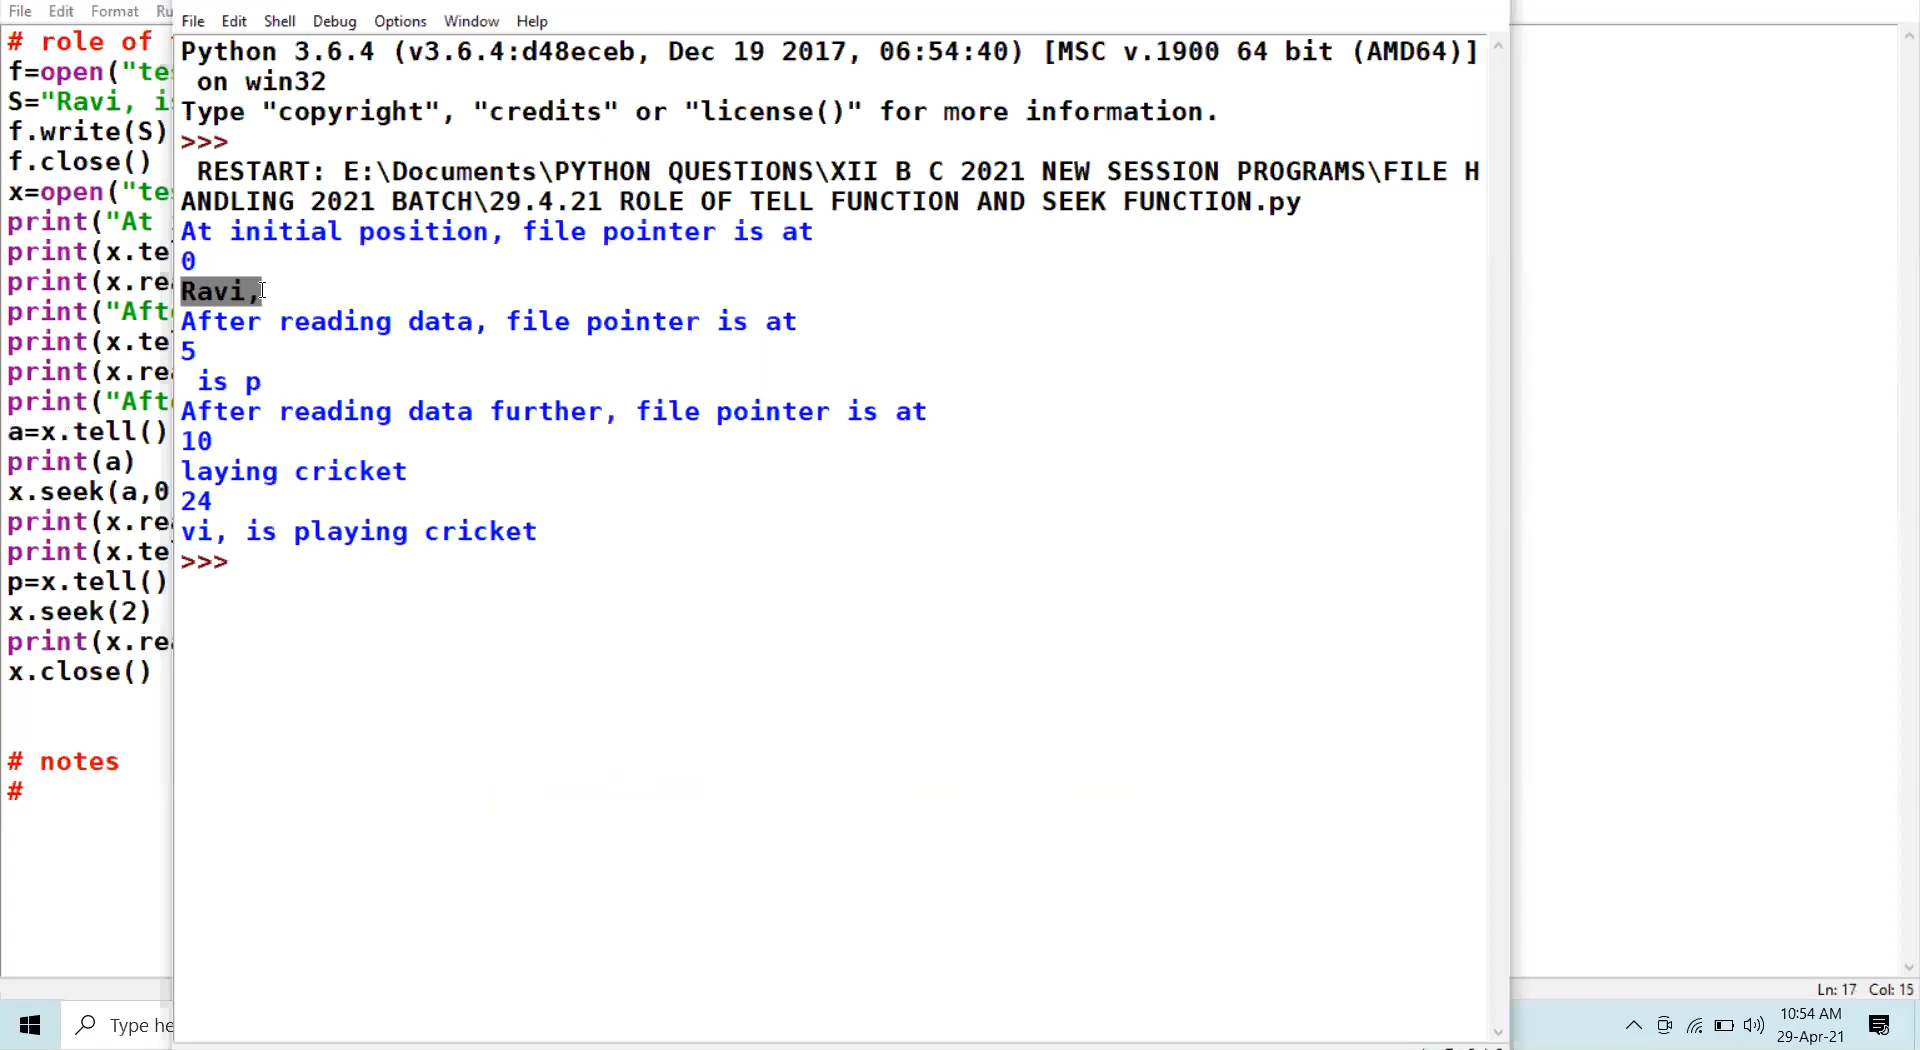 File Edit Format Ru
# role of
f=open("te
S="Ravi, i
f.write(S)
f.close()
x=open("te
print("At
print(x.te
print(x.re
print("Aft
print(x.te
print(x.re
print("Aft
a=x.tell()
print(a)
x.seek(a,0
print(x.re
print(x.te
p=x.tell()
x.seek(2)
print(x.re
x.close()
# notes
#
File Edit Shell Debug Options Window Help
Python 3.6.4 (v3.6.4:d48eceb, Dec 19 2017, 06:54:40) [MSC v.1900 64 bit (AMD64)]
on win32
Type "copyright", "credits" or "license()" for more information.
>>>
RESTART: E:\Documents\PYTHON QUESTIONS\XII B C 2021 NEW SESSION PROGRAMS\FILE H
ANDLING 2021 BATCH\29.4.21 ROLE OF TELL FUNCTION AND SEEK FUNCTION.py
At initial position, file pointer is at
0
Ravi,
After reading data, file pointer is at
5
is p
After reading data further, file pointer is at
10
laying cricket
24
vi, is playing cricket
>>>
Ln: 17 Col: 15
Type he
10:54 AM
29-Apr-21